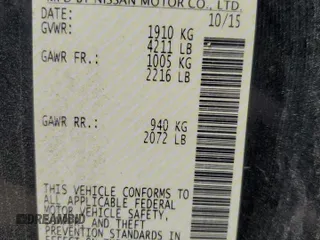 MFD BY NISSAN MOTOR CO., LTD.
DATE: 10/15
GVWR: 1910 KG
4211 LB
GAWR FR.: 1005 KG
2216 LB
GAWR RR.: 940 KG
2072 LB
THIS VEHICLE CONFORMS TO
ALL APPLICABLE FEDERAL
MOTOR VEHICLE SAFETY,
AND THEFT
PREVENTION STANDARDS IN
DREAMBID